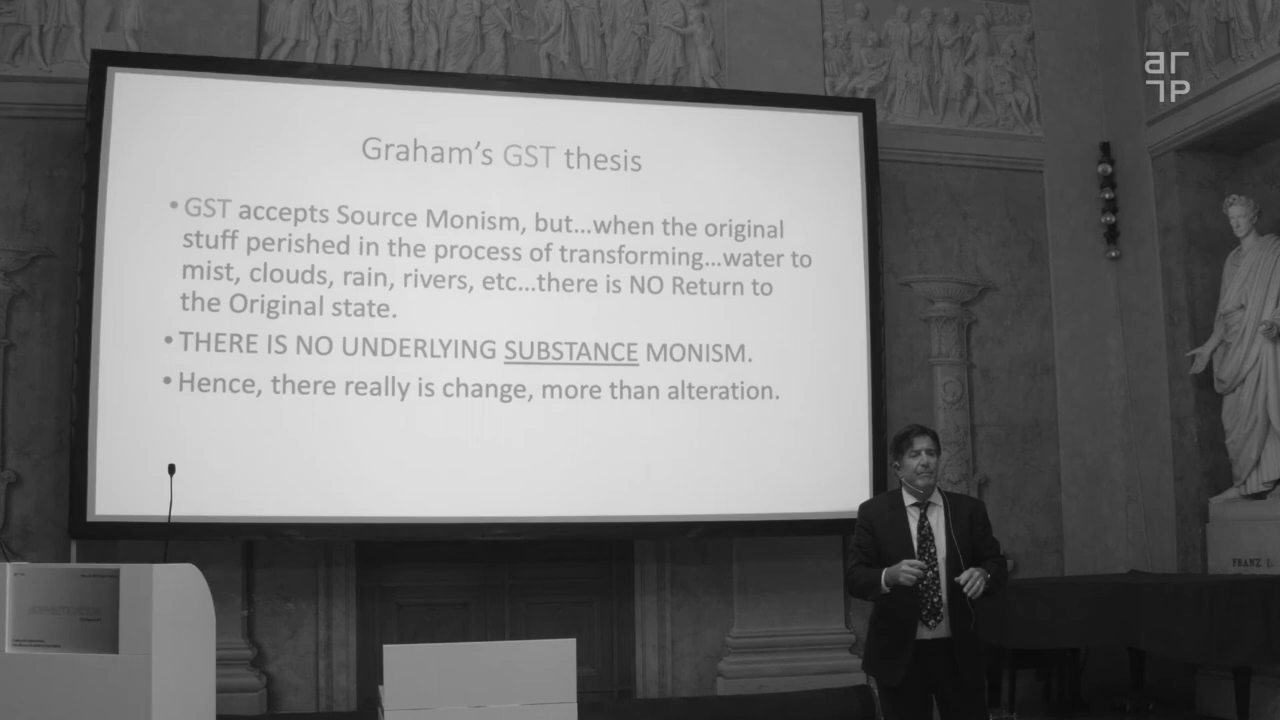 ar
lP
Graham's GST thesis
• GST accepts Source Monism, but...when the original
stuff perished in the process of transforming...water to
mist, clouds, rain, rivers, etc...there is NO Return to
the Original state.
• THERE IS NO UNDERLYING SUBSTANCE MONISM.
• Hence, there really is change, more than alteration.
FRANZ I.